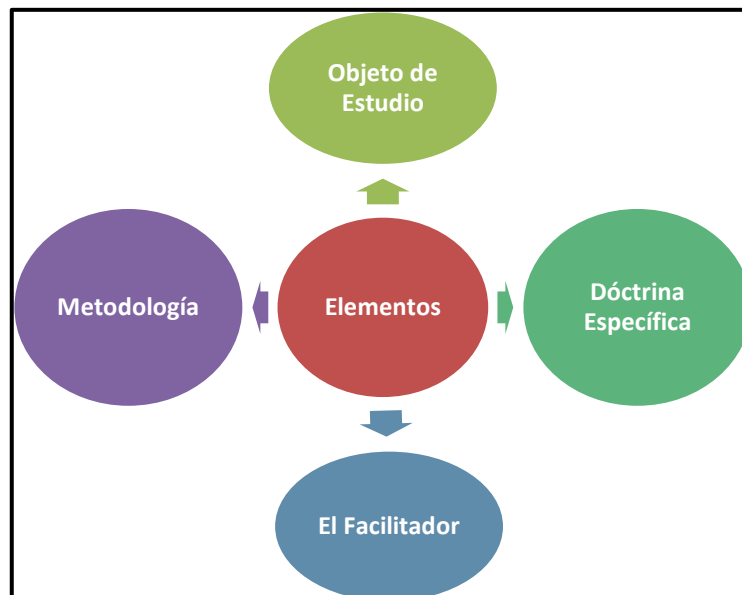 Objeto de
Estudio
Metodología
Elementos
Dóctrina
Específica
El Facilitador